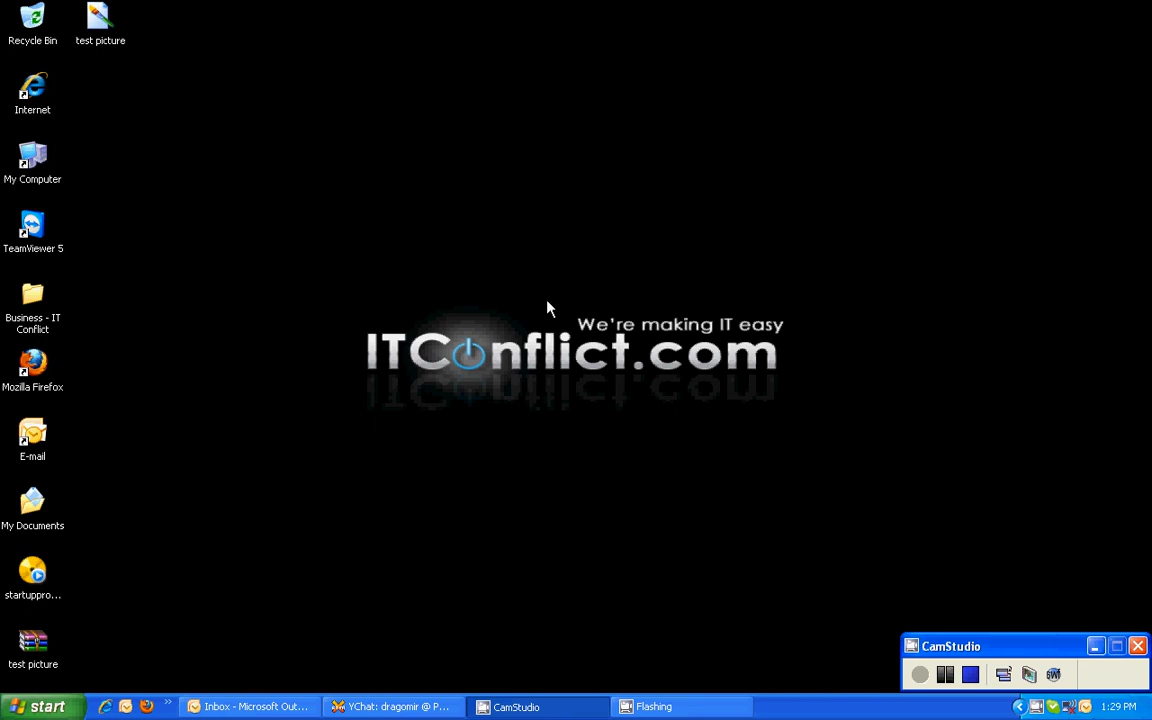 Recycle Bin
test picture
Internet
My Computer
TeamViewer 5
Business - IT
Conflict
Mozilla Firefox
E-mail
My Documents
startuppro...
test picture
We're making IT easy
ITConflict.com
CamStudio
SWF
start
»
Inbox - Microsoft Out...
YChat: dragomir @ P...
CamStudio
Flashing
1:29 PM